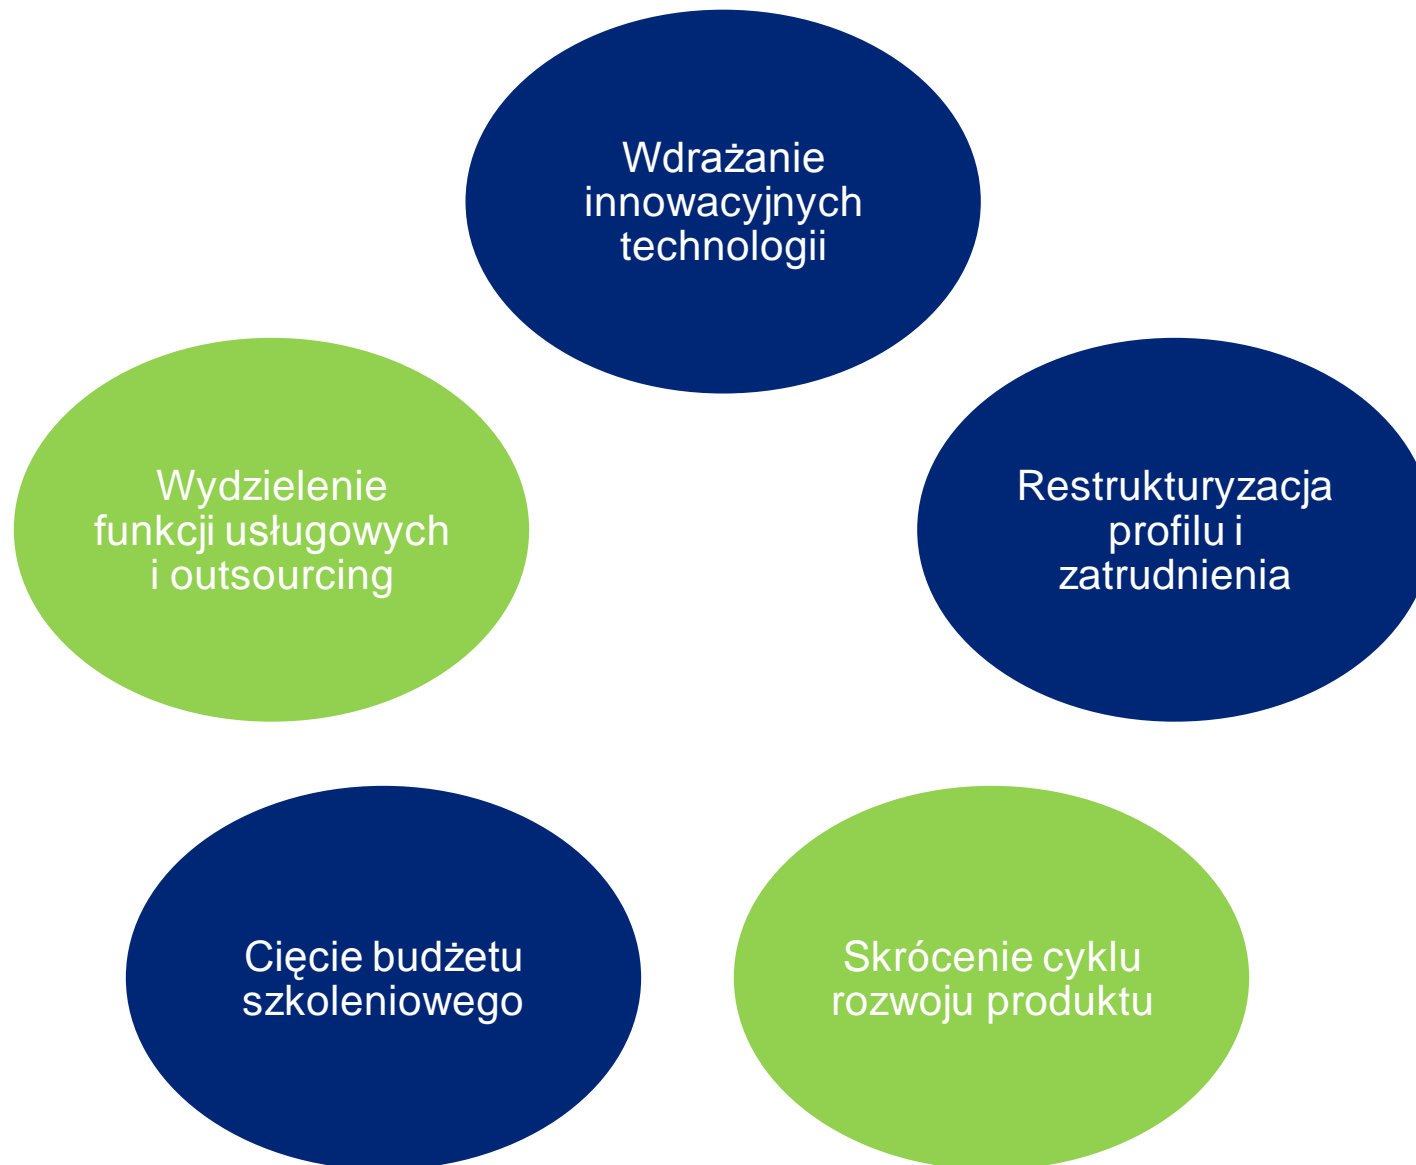 Wdrażanie
innowacyjnych
technologii
Wydzielenie
funkcji usługowych
i outsourcing
Restrukturyzacja
profilu i
zatrudnienia
Cięcie budżetu
szkoleniowego
Skrócenie cyklu
rozwoju produktu